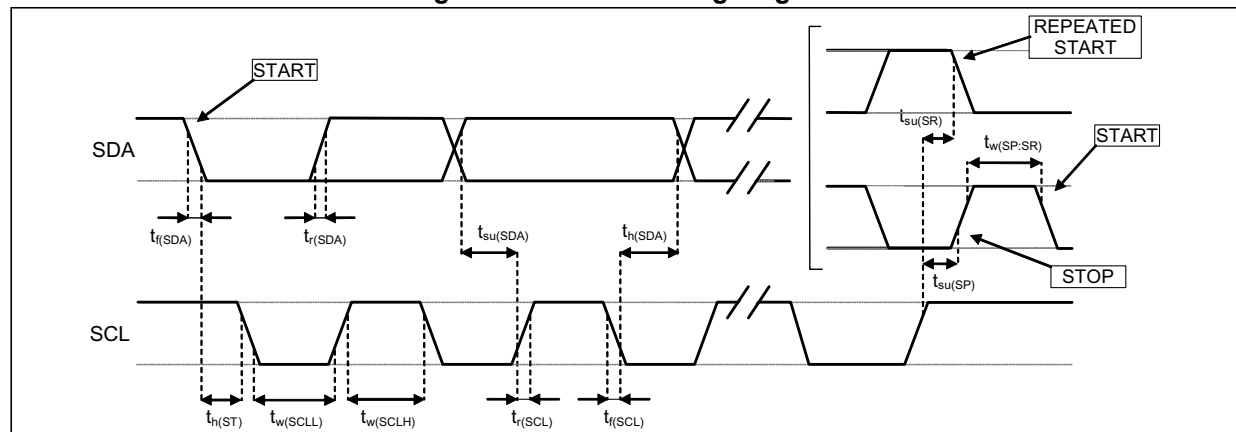 REPEATED
START
START
t_su(SR)
START
t_w(SP:SR)
SDA
t_f(SDA)
t_r(SDA)
t_su(SDA)
t_h(SDA)
t_su(SP)
STOP
SCL
t_h(ST)
t_w(SCLL)
t_w(SCLH)
t_r(SCL)
t_f(SCL)